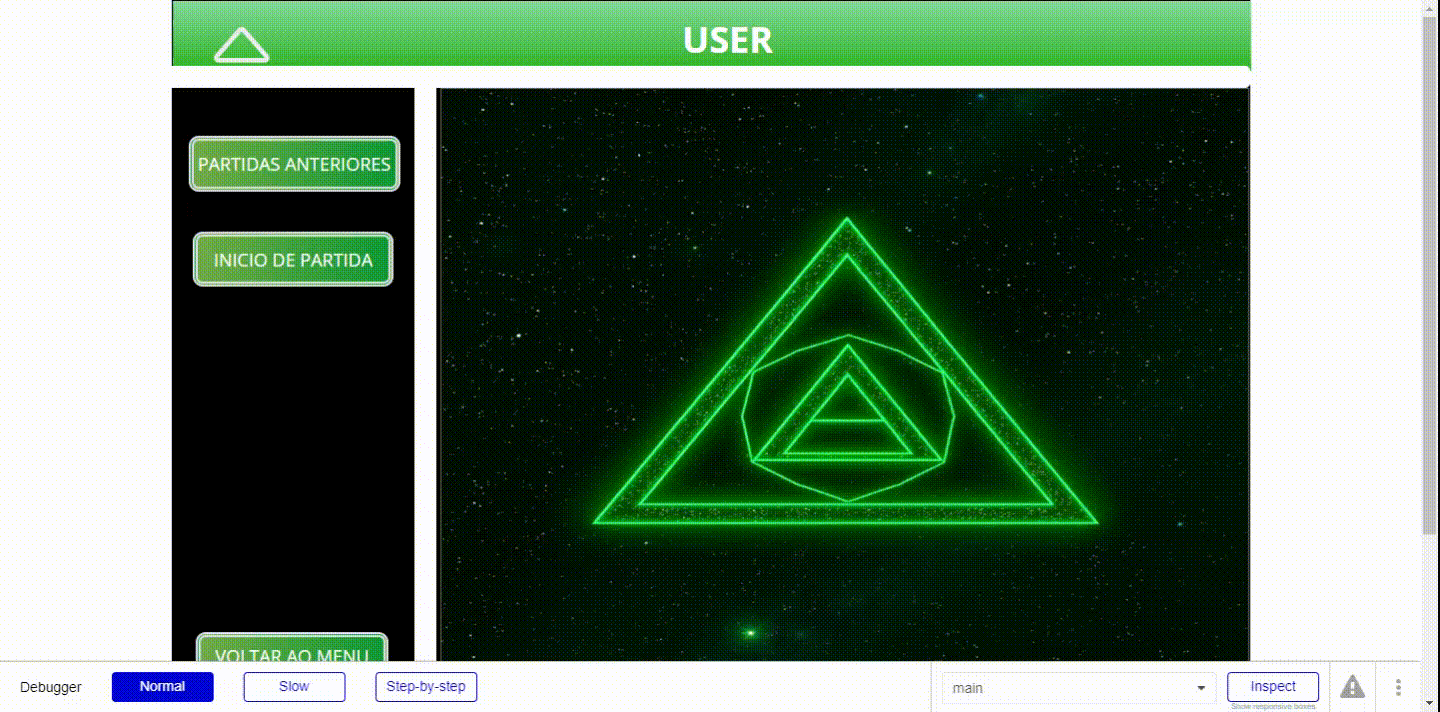 USER
PARTIDAS ANTERIORES
INICIO DE PARTIDA
VOLTAR AO MENU
Debugger
Normal
Slow
Step-by-step
main
Inspect
Show responsive boxes